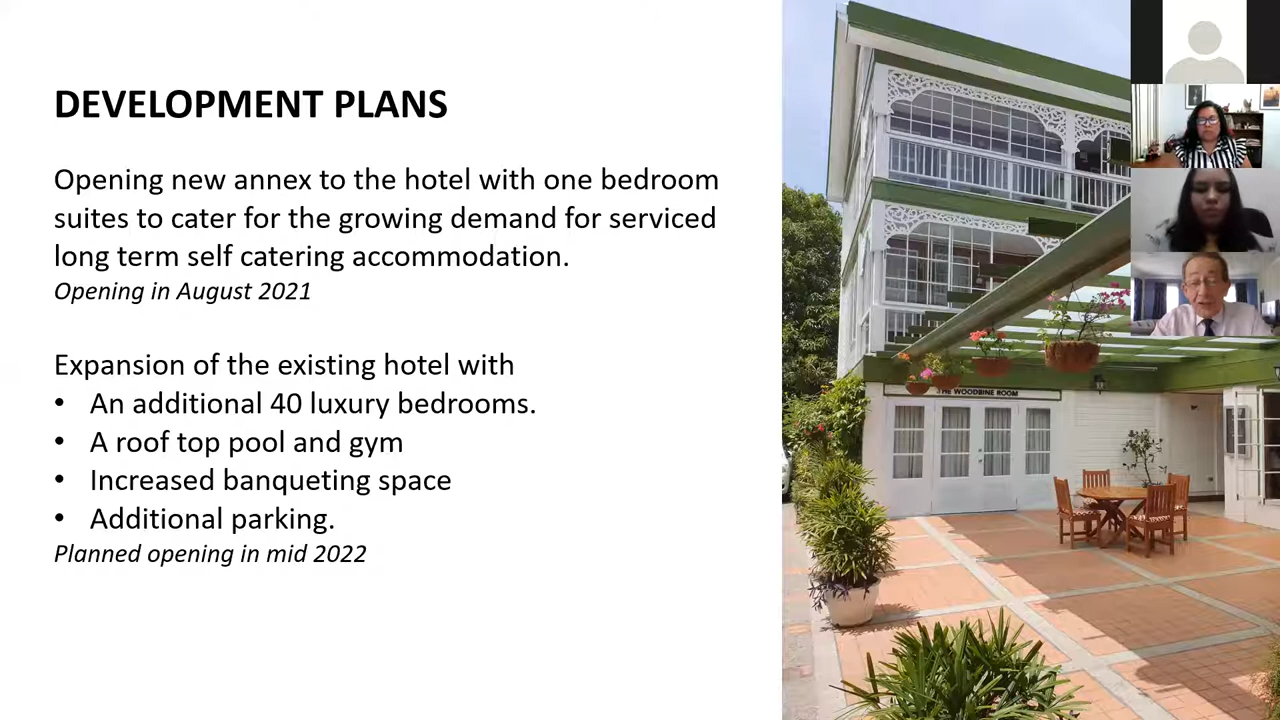 DEVELOPMENT PLANS
Opening new annex to the hotel with one bedroom
suites to cater for the growing demand for serviced
long term self catering accommodation.
Opening in August 2021
Expansion of the existing hotel with
• An additional 40 luxury bedrooms.
• A roof top pool and gym
• Increased banqueting space
• Additional parking.
Planned opening in mid 2022
THE WOODBINE ROOM